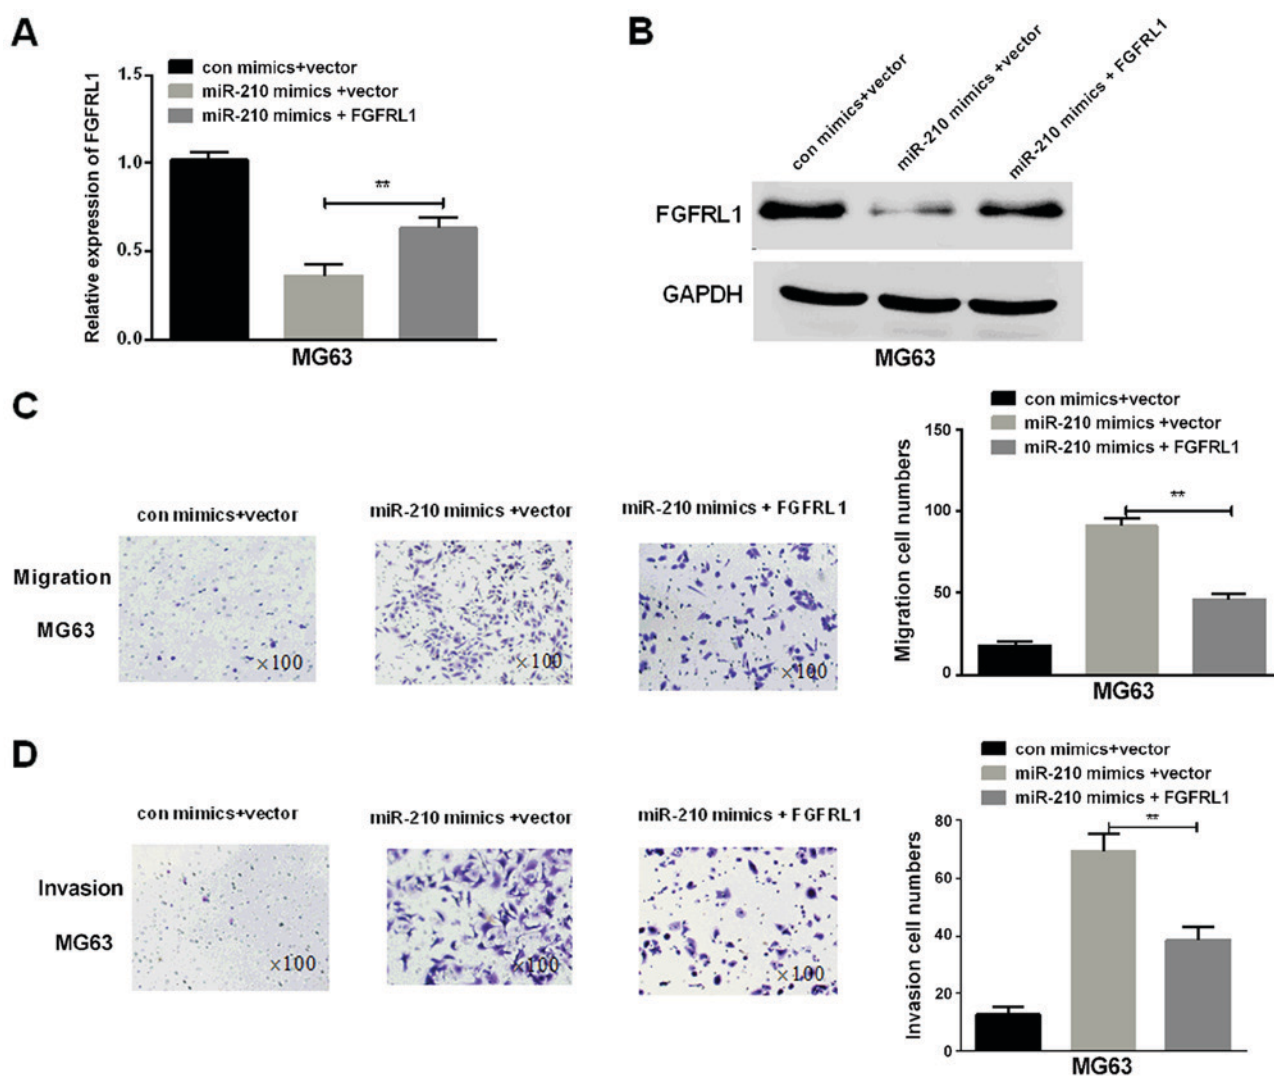 A
con mimics+vector
miR-210 mimics +vector
miR-210 mimics + FGFRL1
Relative expression of FGFRL1
1.5
1.0
0.5
0.0
**
MG63
B
con mimics+vector
miR-210 mimics +vector
miR-210 mimics + FGFRL1
FGFRL1
GAPDH
MG63
C
con mimics+vector
miR-210 mimics +vector
miR-210 mimics + FGFRL1
Migration
MG63
×100
×100
×100
con mimics+vector
miR-210 mimics +vector
miR-210 mimics + FGFRL1
Migration cell numbers
150
100
50
0
**
MG63
D
con mimics+vector
miR-210 mimics +vector
miR-210 mimics + FGFRL1
Invasion
MG63
×100
×100
×100
con mimics+vector
miR-210 mimics +vector
miR-210 mimics + FGFRL1
Invasion cell numbers
80
60
40
20
0
**
MG63